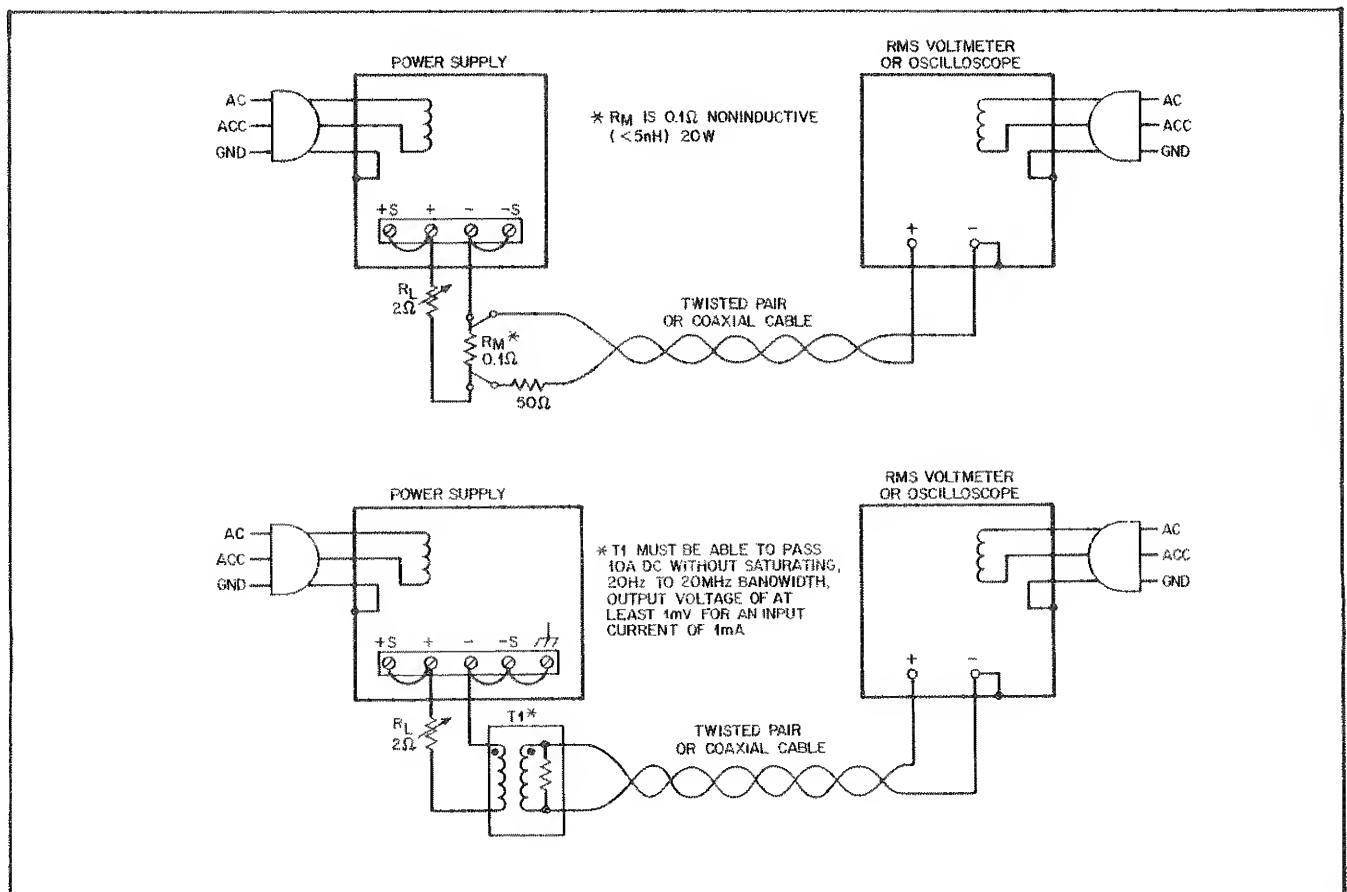 POWER SUPPLY
RMS VOLTMETER
OR OSCILLOSCOPE
AC
ACC
GND
* RM IS 0.1Ω NONINDUCTIVE
(<5nH) 20W
AC
ACC
GND
+S + - -S
+ -
RL
2Ω
TWISTED PAIR
OR COAXIAL CABLE
RM*
0.1Ω
50Ω
POWER SUPPLY
RMS VOLTMETER
OR OSCILLOSCOPE
AC
ACC
GND
* T1 MUST BE ABLE TO PASS
10A DC WITHOUT SATURATING,
20Hz TO 20MHz BANDWIDTH,
OUTPUT VOLTAGE OF AT
LEAST 1mV FOR AN INPUT
CURRENT OF 1mA
AC
ACC
GND
+S + - -S
+ -
RL
2Ω
T1*
TWISTED PAIR
OR COAXIAL CABLE